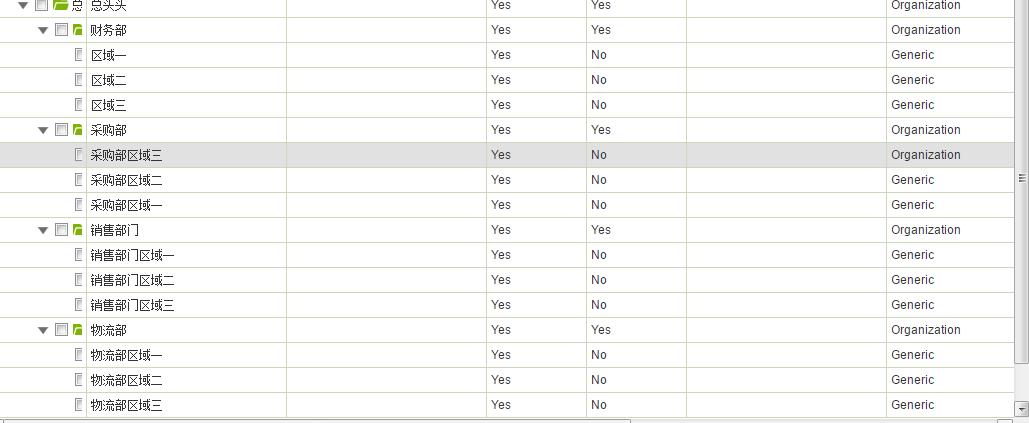 总 总头头 Yes Yes Organization
财务部 Yes Yes Organization
区域一 Yes No Generic
区域二 Yes No Generic
区域三 Yes No Generic
采购部 Yes Yes Organization
采购部区域三 Yes No Organization
采购部区域二 Yes No Generic
采购部区域一 Yes No Generic
销售部门 Yes Yes Organization
销售部门区域一 Yes No Generic
销售部门区域二 Yes No Generic
销售部门区域三 Yes No Generic
物流部 Yes Yes Organization
物流部区域一 Yes No Generic
物流部区域二 Yes No Generic
物流部区域三 Yes No Generic